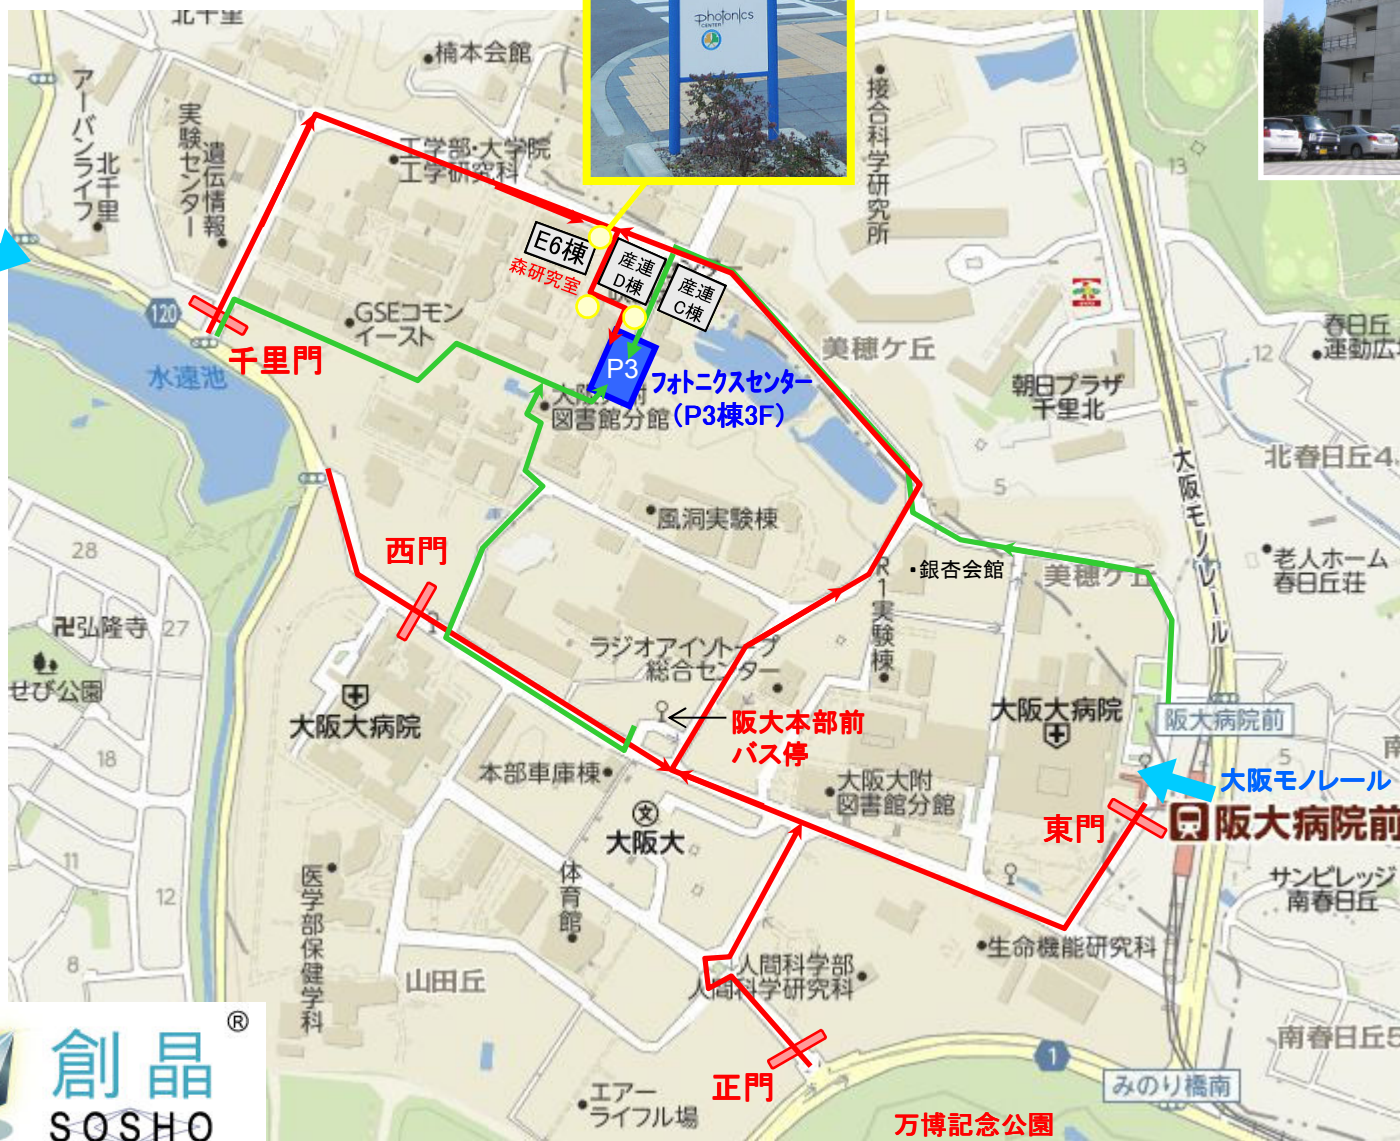 photonics
CENTER
北千里
楠本会館
アーバンライフ
北千里
実験センター
遺伝情報
工学部・大学院
工学研究科
接合科学研究所
13
E6棟
森研究室
産連
D棟
産連
C棟
120
GSEコモン
イースト
千里門
水遠池
P3
フォトニクスセンター
(P3棟3F)
図書館分館
美穂ケ丘
朝日プラザ
千里北
春日丘
運動広場
12
北春日丘4
大阪モノレール
5
風洞実験棟
西門
28
27
卍弘隆寺
せび公園
18
11
12
8
・銀杏会館
美穂ケ丘
R1実験棟
老人ホーム
春日丘荘
ラジオアイソトープ
総合センター
大阪大病院
大阪大病院
阪大本部前
バス停
阪大病院前
5
南
本部車庫棟
文
大阪大
大阪大附
図書館分館
大阪モノレール
阪大病院前
東門
サンビレッジ
南春日丘
体育館
医学部保健学科
山田丘
人間科学部
人間科学研究科
生命機能研究科
南春日丘5
正門
1
みのり橋南
エアー
ライフル場
万博記念公園
創晶
®
SOSHO